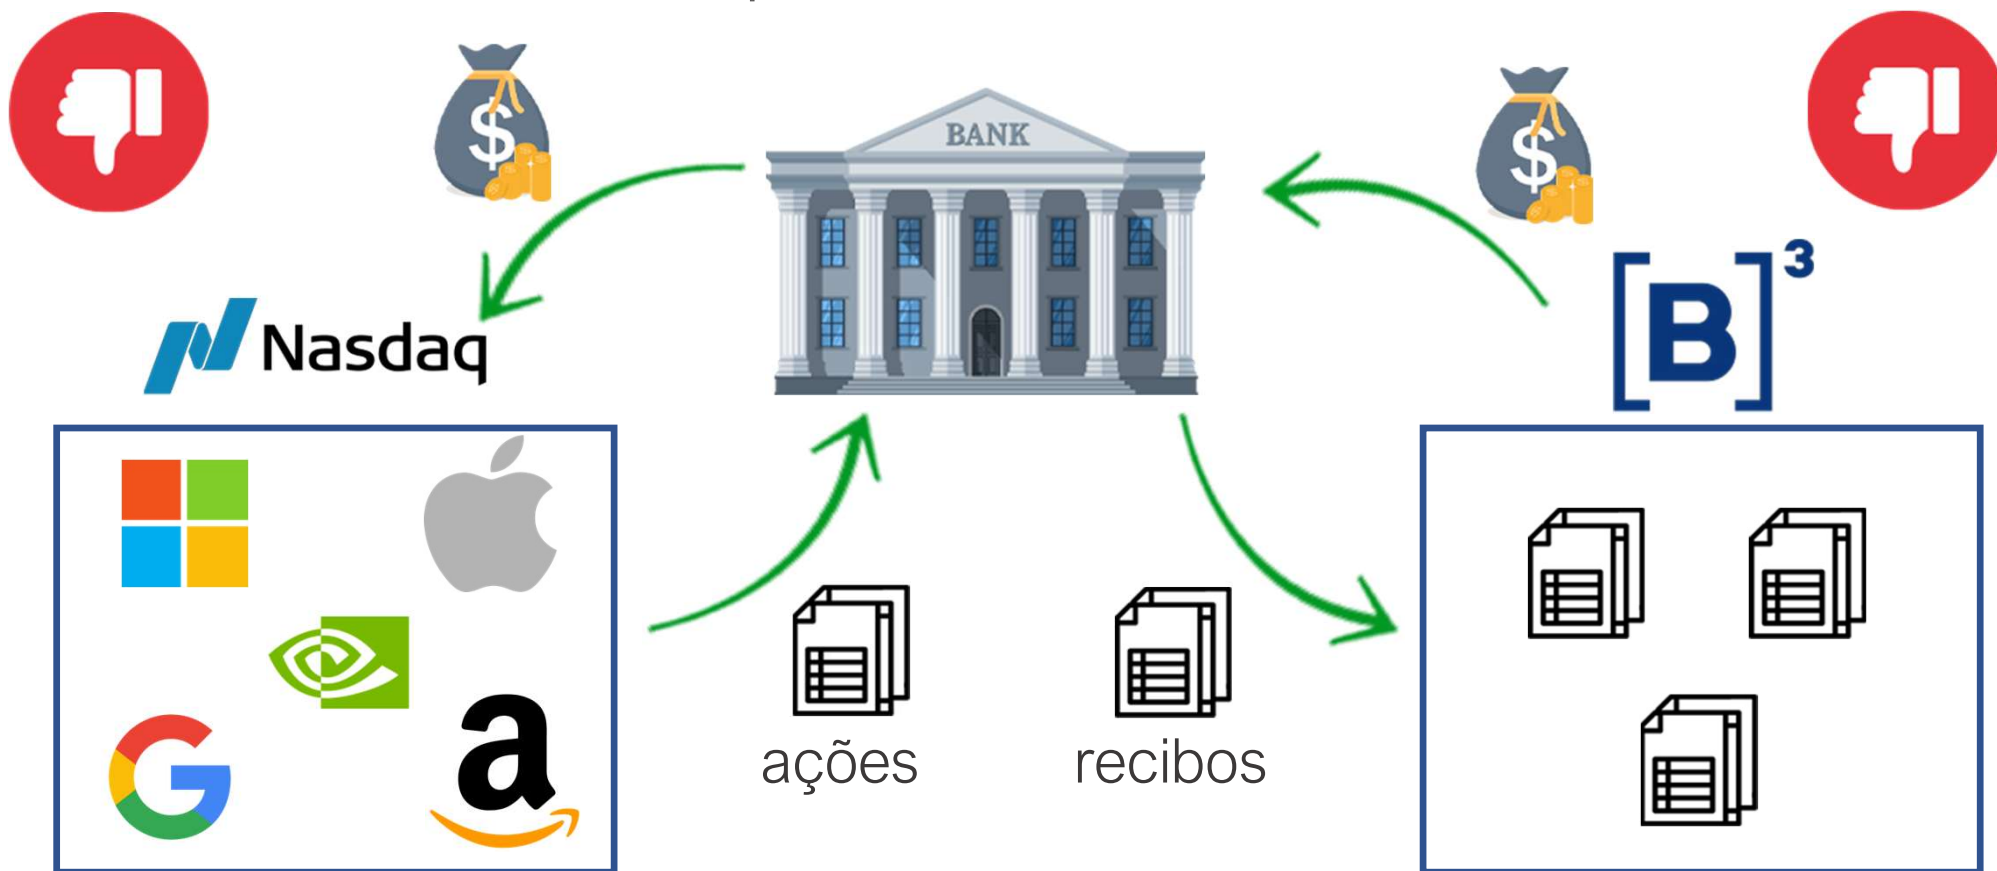 BANK
$
$
Nasdaq
[B]³
a
G
ações
recibos